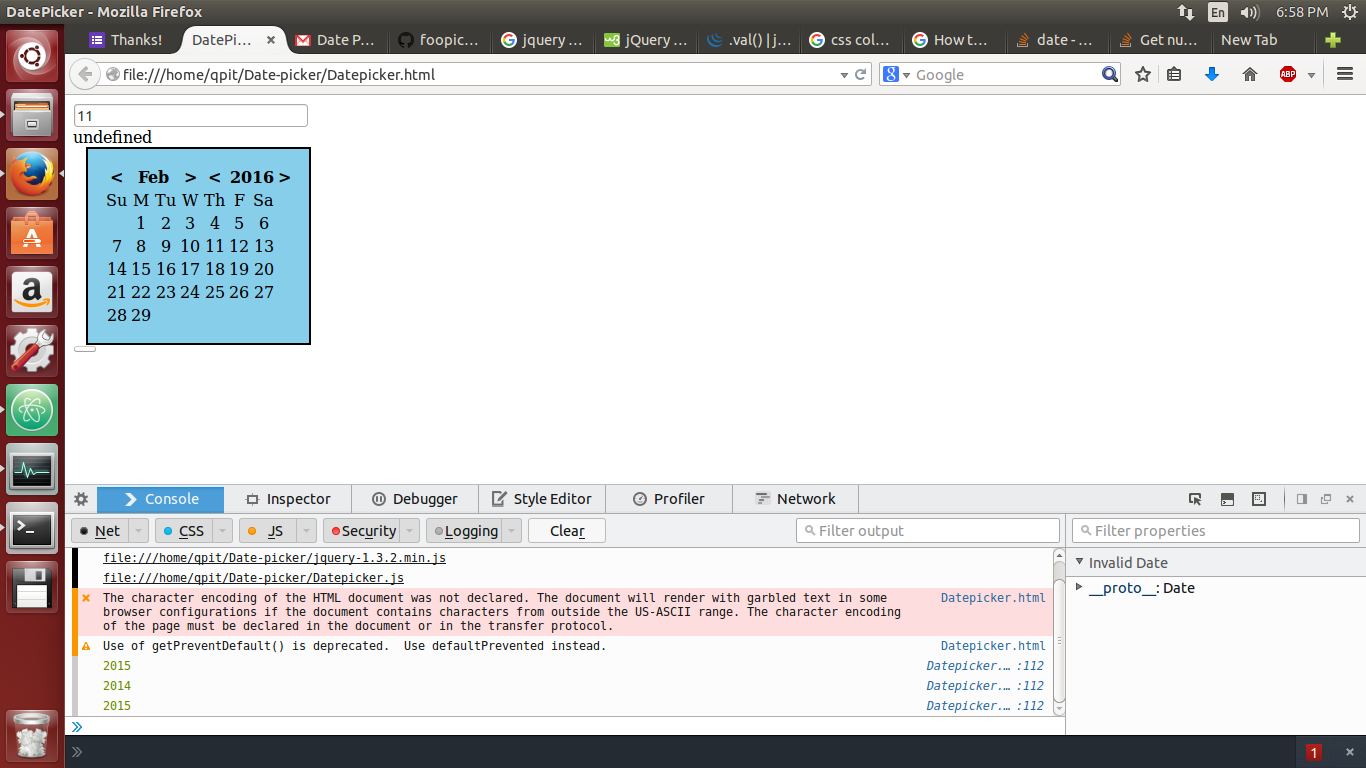 DatePicker - Mozilla Firefox
En
6:58 PM
Thanks!
DatePi...
Date P...
foopic...
jquery ...
w3
jQuery ...
.val() | j...
css col...
How t...
date - ...
Get nu...
New Tab
file:///home/qpit/Date-picker/Datepicker.html
8
Google
ABP
11
undefined
< Feb > < 2016 >
Su M Tu W Th F Sa
1 2 3 4 5 6
7 8 9 10 11 12 13
14 15 16 17 18 19 20
21 22 23 24 25 26 27
28 29
Console
Inspector
Debugger
Style Editor
Profiler
Network
Net
CSS
JS
Security
Logging
Clear
Filter output
Filter properties
file:///home/qpit/Date-picker/jquery-1.3.2.min.js
file:///home/qpit/Date-picker/Datepicker.js
The character encoding of the HTML document was not declared. The document will render with garbled text in some Datepicker.html
browser configurations if the document contains characters from outside the US-ASCII range. The character encoding
of the page must be declared in the document or in the transfer protocol.
Use of getPreventDefault() is deprecated. Use defaultPrevented instead. Datepicker.html
2015 Datepicker.… :112
2014 Datepicker.… :112
2015 Datepicker.… :112
Invalid Date
__proto__: Date
1